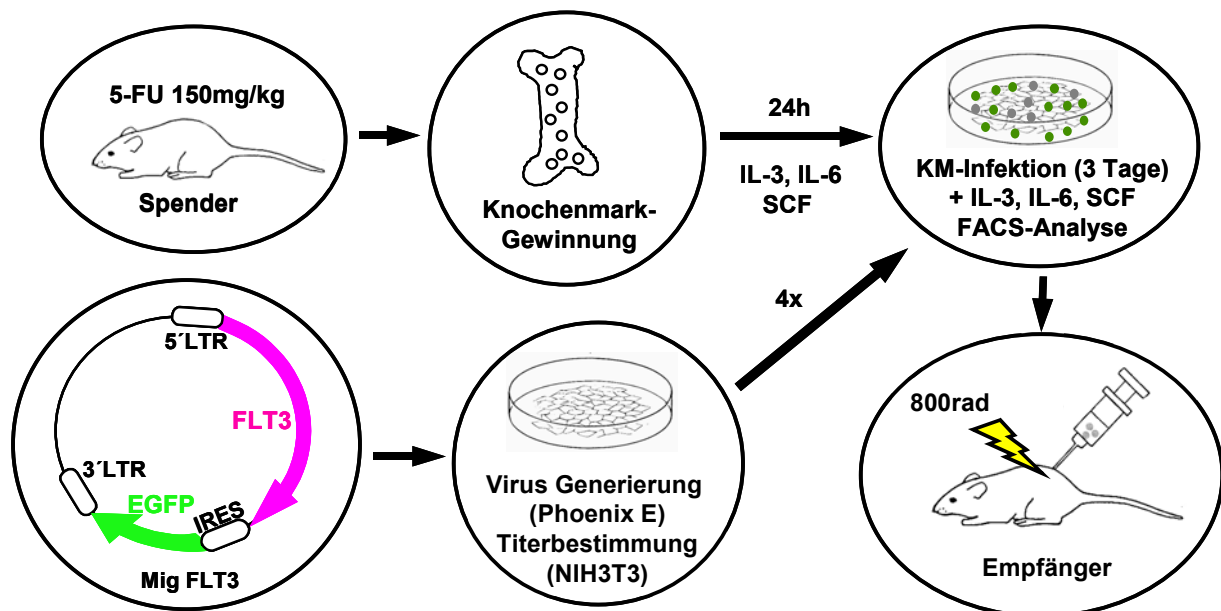 5-FU 150mg/kg
Spender
Knochenmark-
Gewinnung
24h
IL-3, IL-6
SCF
KM-Infektion (3 Tage)
+ IL-3, IL-6, SCF
FACS-Analyse
5´LTR
FLT3
3´LTR
EGFP
IRES
Mig FLT3
Virus Generierung
(Phoenix E)
Titerbestimmung
(NIH3T3)
4x
800rad
Empfänger